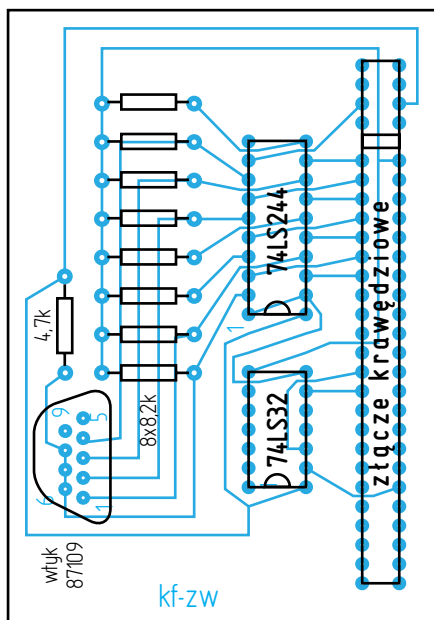 74LS244
1
złącze krawędziowe
4,7k
8x8,2k
74LS32
9
5
6
1
wtyk
87109
kf-zw